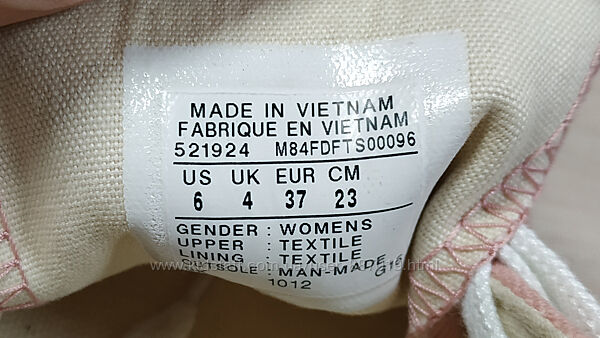 MADE IN VIETNAM
FABRIQUE EN VIETNAM
521924 M84FDFTS00096
US UK EUR CM
6 4 37 23
GENDER : WOMENS
UPPER : TEXTILE
LINING : TEXTILE
OUTSOLE : MAN-MADE G16
1012